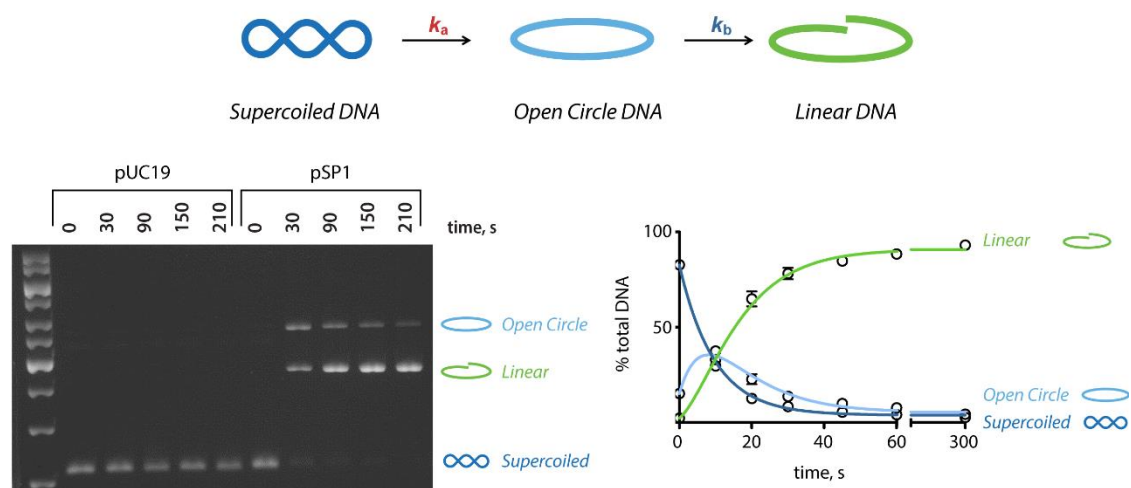 ka
kb
Supercoiled DNA
Open Circle DNA
Linear DNA
pUC19
pSP1
0
30
90
150
210
0
30
90
150
210
time, s
Open Circle
Linear
Supercoiled
100
50
% total DNA
0
20
40
60
300
time, s
Linear
Open Circle
Supercoiled